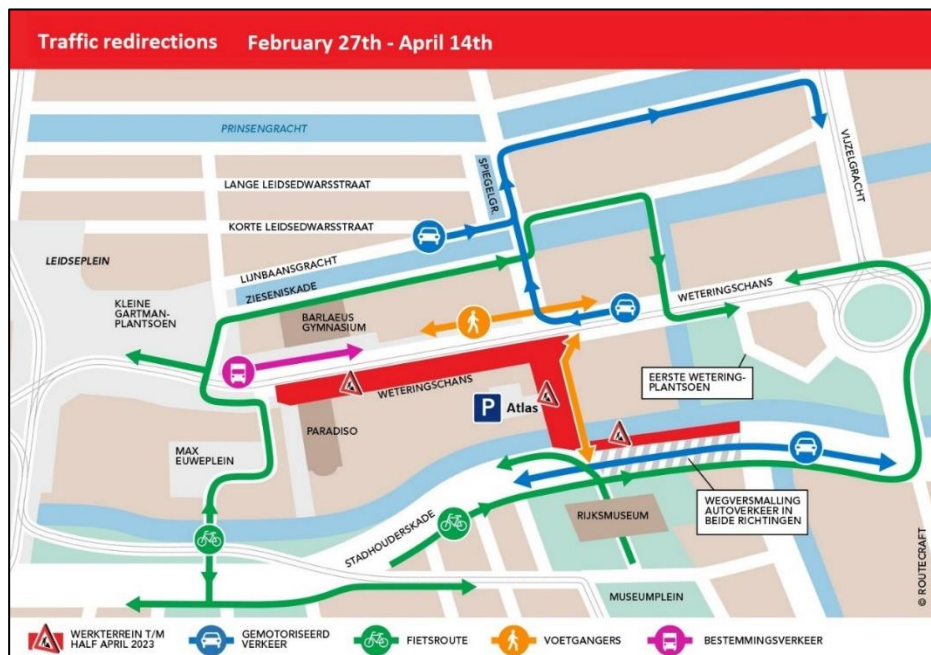 Traffic redirections February 27th - April 14th
PRINSENGRACHT
LANGE LEIDSEDWARSSTRAAT
SPIEGELGR.
VIJZELGRACHT
KORTE LEIDSEDWARSSTRAAT
LEIDSEPLEIN
LIJNBAANSGRACHT
ZIESENISKADE
KLEINE
GARTMAN-
PLANTSOEN
BARLAEUS
GYMNASIUM
WETERINGSCHANS
WETERINGSCHANS
EERSTE WETERING-
PLANTSOEN
P Atlas
PARADISO
MAX
EUWEPLEIN
STADHOUDERSKADE
RIJKSMUSEUM
WEGVERSMALLING
AUTOVERKEER IN
BEIDE RICHTINGEN
MUSEUMPLEIN
© ROUTECRAFT
WERKTERREIN T/M
HALF APRIL 2023
GEMOTORISEERD
VERKEER
FIETSROUTE
VOETGANGERS
BESTEMMINGSVERKEER